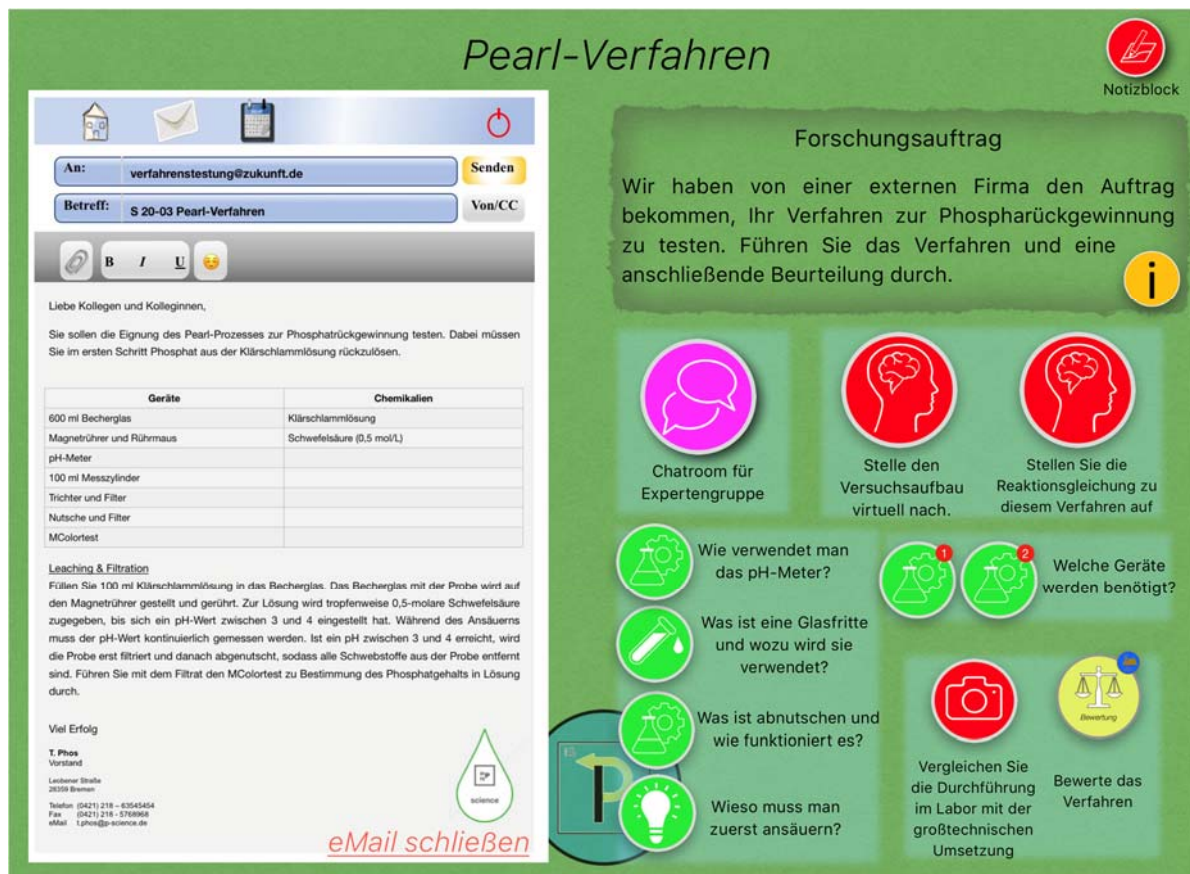 Pearl-Verfahren
Notizblock
An:
verfahrenstestung@zukunft.de
Senden
Betreff:
S 20-03 Pearl-Verfahren
Von/CC
B I U
Liebe Kollegen und Kolleginnen,
Sie sollen die Eignung des Pearl-Prozesses zur Phosphatrückgewinnung testen. Dabei müssen
Sie im ersten Schritt Phosphat aus der Klärschlammlösung rückzulösen.
Geräte Chemikalien
600 ml Becherglas Klärschlammlösung
Magnetrührer und Rührmaus Schwefelsäure (0,5 mol/L)
pH-Meter
100 ml Messzylinder
Trichter und Filter
Nutsche und Filter
MColortest
Leaching & Filtration
Füllen Sie 100 ml Klärschlammlösung in das Becherglas. Das Becherglas mit der Probe wird auf
den Magnetrührer gestellt und gerührt. Zur Lösung wird tropfenweise 0,5-molare Schwefelsäure
zugegeben, bis sich ein pH-Wert zwischen 3 und 4 eingestellt hat. Während des Ansäuerns
muss der pH-Wert kontinuierlich gemessen werden. Ist ein pH zwischen 3 und 4 erreicht, wird
die Probe erst filtriert und danach abgenutscht, sodass alle Schwebstoffe aus der Probe entfernt
sind. Führen Sie mit dem Filtrat den MColortest zu Bestimmung des Phosphatgehalts in Lösung
durch.
Viel Erfolg
T. Phos
Vorstand
Leobener Straße
28359 Bremen
Telefon (0421) 218 – 63545454
Fax (0421) 218 - 5768968
eMail t.phos@p-science.de
science
eMail schließen
Forschungsauftrag
Wir haben von einer externen Firma den Auftrag
bekommen, Ihr Verfahren zur Phospharückgewinnung
zu testen. Führen Sie das Verfahren und eine
anschließende Beurteilung durch.
i
Chatroom für
Expertengruppe
Stelle den
Versuchsaufbau
virtuell nach.
Stellen Sie die
Reaktionsgleichung zu
diesem Verfahren auf
Wie verwendet man
das pH-Meter?
1
2
Welche Geräte
werden benötigt?
Was ist eine Glasfritte
und wozu wird sie
verwendet?
Was ist abnutschen und
wie funktioniert es?
Wieso muss man
zuerst ansäuern?
Vergleichen Sie
die Durchführung
im Labor mit der
großtechnischen
Umsetzung
Bewertung
Bewerte das
Verfahren